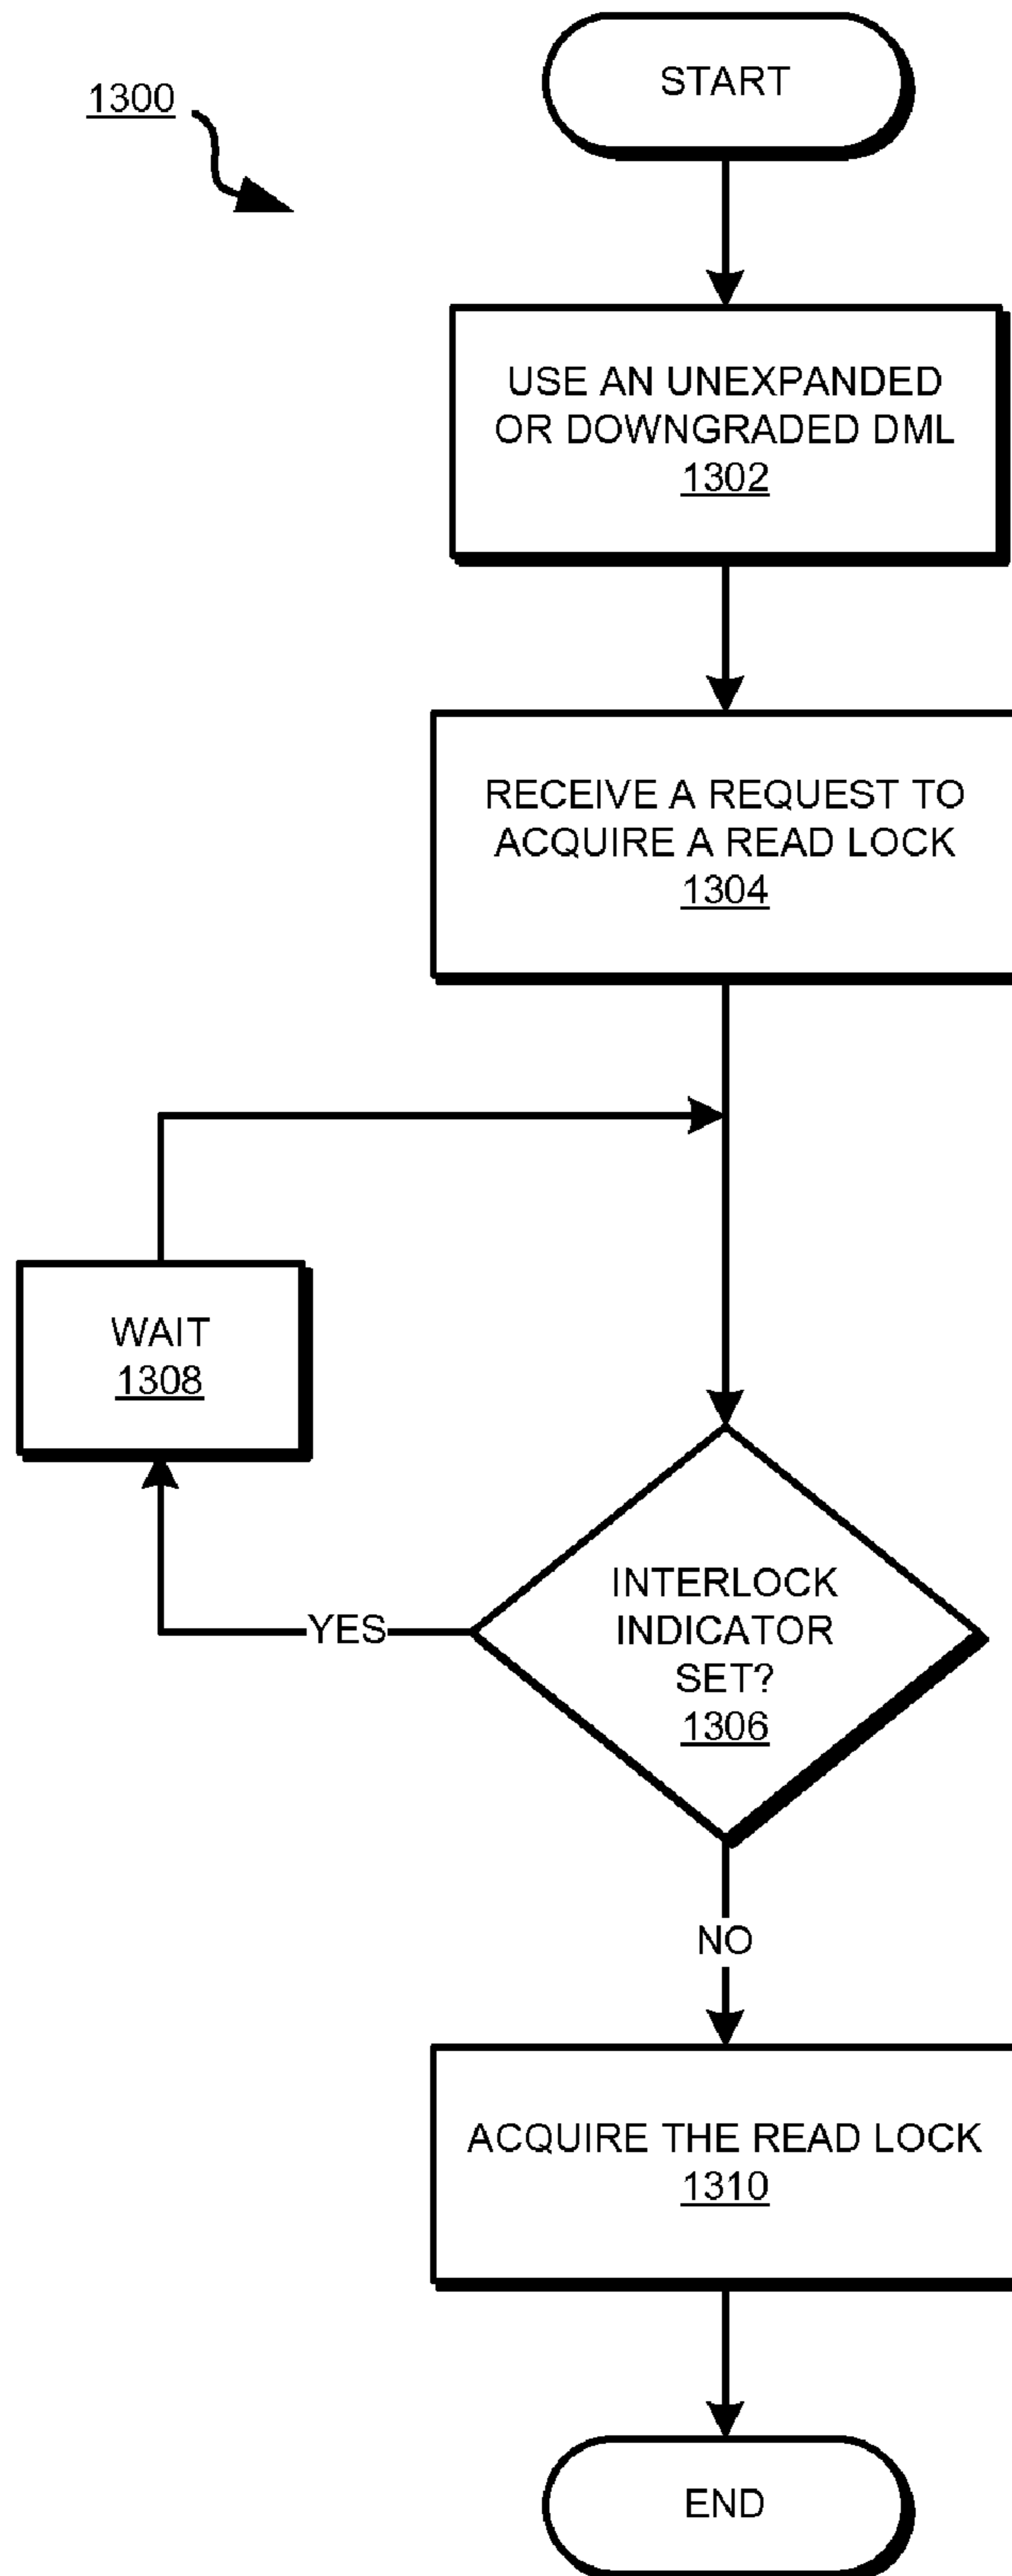 1300
START
USE AN UNEXPANDED
OR DOWNGRADED DML
1302
RECEIVE A REQUEST TO
ACQUIRE A READ LOCK
1304
WAIT
1308
YES
INTERLOCK
INDICATOR
SET?
1306
NO
ACQUIRE THE READ LOCK
1310
END